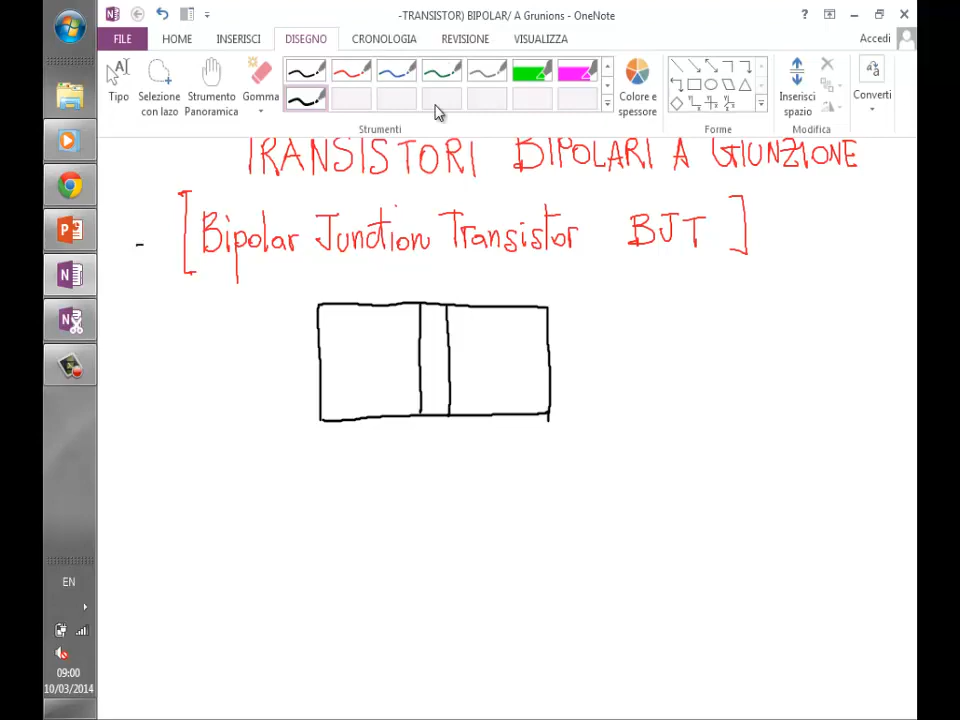 -TRANSISTOR) BIPOLAR/ A Grunions - OneNote
FILE HOME INSERISCI DISEGNO CRONOLOGIA REVISIONE VISUALIZZA Accedi
Tipo Selezione con lazo Strumento Panoramica Gomma Colore e spessore Inserisci spazio Converti
Strumenti Forme Modifica
TRANSISTORI BIPOLARI A GIUNZIONE
- [Bipolar Junction Transistor BJT]
EN
09:00
10/03/2014